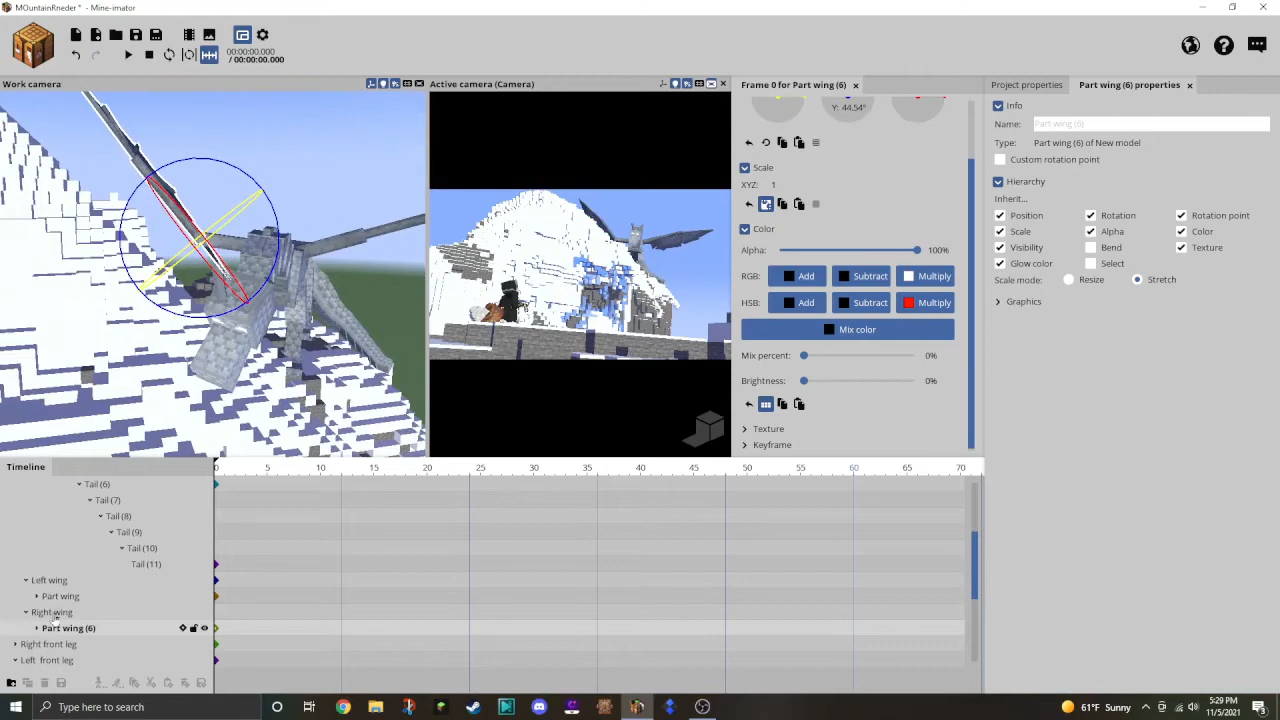 MOuntainRneder * - Mine-imator
00:00:00.000
/ 00:00:00.000
Work camera
Active camera (Camera)
Frame 0 for Part wing (6)
Y: 44.54°
Scale
XYZ: 1
Color
Alpha: 100%
RGB: Add Subtract Multiply
HSB: Add Subtract Multiply
Mix color
Mix percent: 0%
Brightness: 0%
Texture
Keyframe
Project properties Part wing (6) properties
Info
Name: Part wing (6)
Type: Part wing (6) of New model
Custom rotation point
Hierarchy
Inherit...
Position Rotation Rotation point
Scale Alpha Color
Visibility Bend Texture
Glow color Select
Scale mode: Resize Stretch
Graphics
Timeline
0 5 10 15 20 25 30 35 40 45 50 55 60 65 70
Tail (6)
Tail (7)
Tail (8)
Tail (9)
Tail (10)
Tail (11)
Left wing
Part wing
Right wing
Part wing (6)
Right front leg
Left front leg
Type here to search
61°F Sunny
5:29 PM
11/5/2021
3